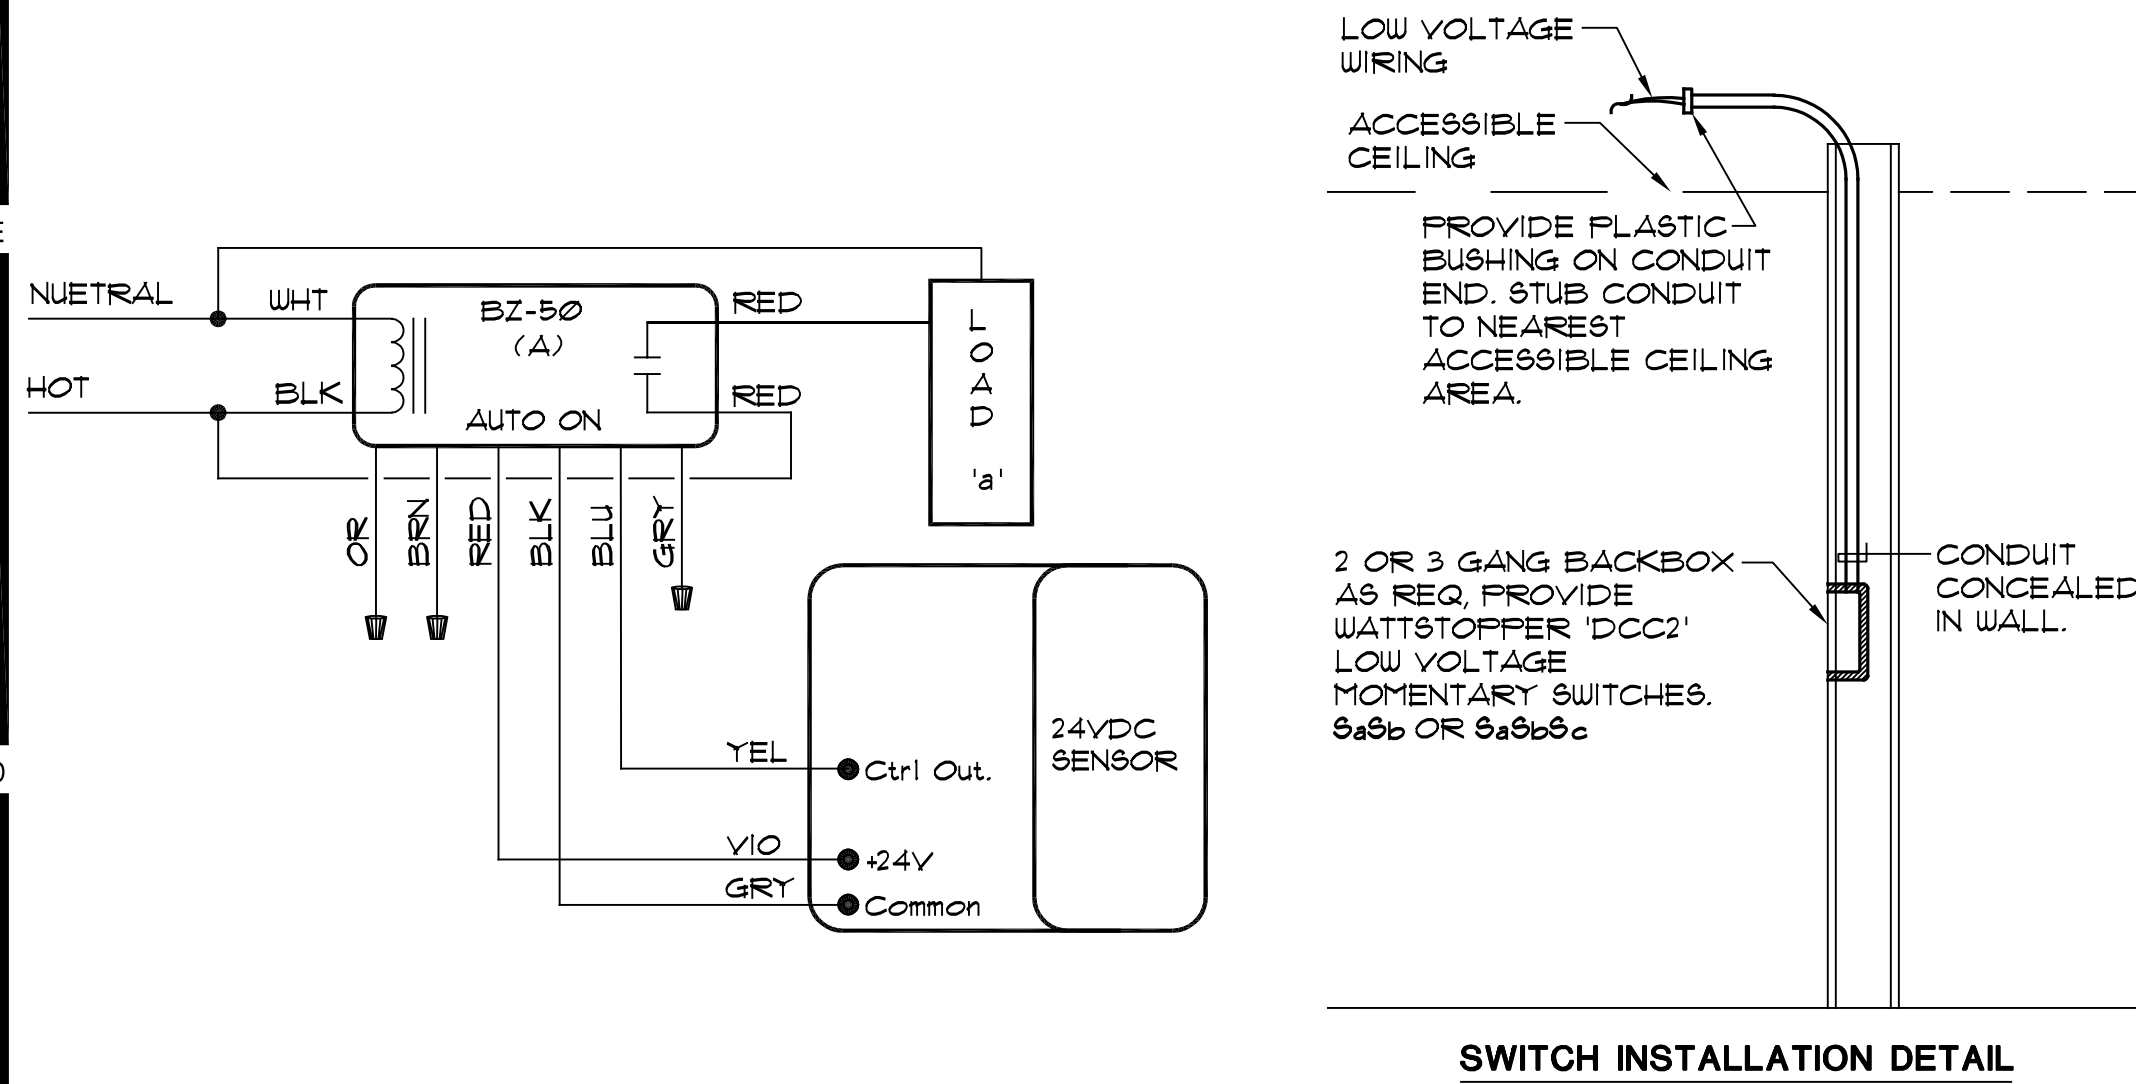 NUETRAL
WHT
HOT
BLK
BZ-50
(A)
AUTO ON
RED
RED
LOAD
'a'
OR
BRN
RED
BLK
BLU
GRY
YEL
Ctrl Out.
VIO
+24V
GRY
Common
24VDC
SENSOR
LOW VOLTAGE
WIRING
ACCESSIBLE
CEILING
PROVIDE PLASTIC
BUSHING ON CONDUIT
END. STUB CONDUIT
TO NEAREST
ACCESSIBLE CEILING
AREA.
2 OR 3 GANG BACKBOX
AS REQ, PROVIDE
WATTSTOPPER 'DCC2'
LOW VOLTAGE
MOMENTARY SWITCHES.
SaSb OR SaSbSc
CONDUIT
CONCEALED
IN WALL.
SWITCH INSTALLATION DETAIL